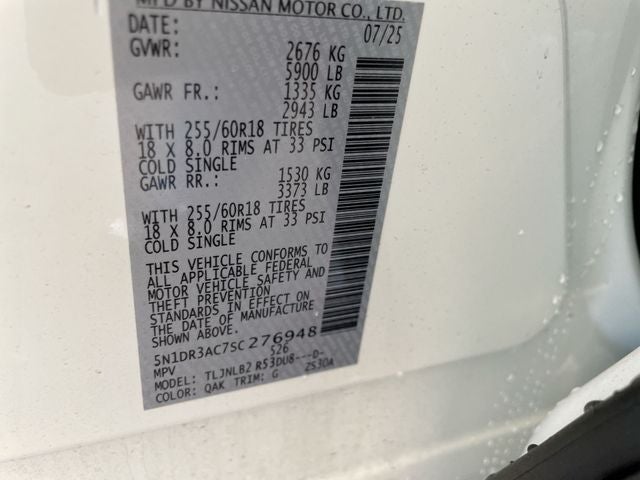 MFD BY NISSAN MOTOR CO., LTD.
DATE: 07/25
GVWR: 2676 KG
5900 LB
GAWR FR.: 1335 KG
2943 LB
WITH 255/60R18 TIRES
18 X 8.0 RIMS AT 33 PSI
COLD SINGLE
GAWR RR.: 1530 KG
3373 LB
WITH 255/60R18 TIRES
18 X 8.0 RIMS AT 33 PSI
COLD SINGLE
THIS VEHICLE CONFORMS TO
ALL APPLICABLE FEDERAL
MOTOR VEHICLE SAFETY AND
THEFT PREVENTION
STANDARDS IN EFFECT ON
THE DATE OF MANUFACTURE
SHOWN ABOVE.
5N1DR3AC7SC276948
MPV S26
MODEL: TLJNLB2 R53DU8---D-
COLOR: QAK TRIM: G ZS30A